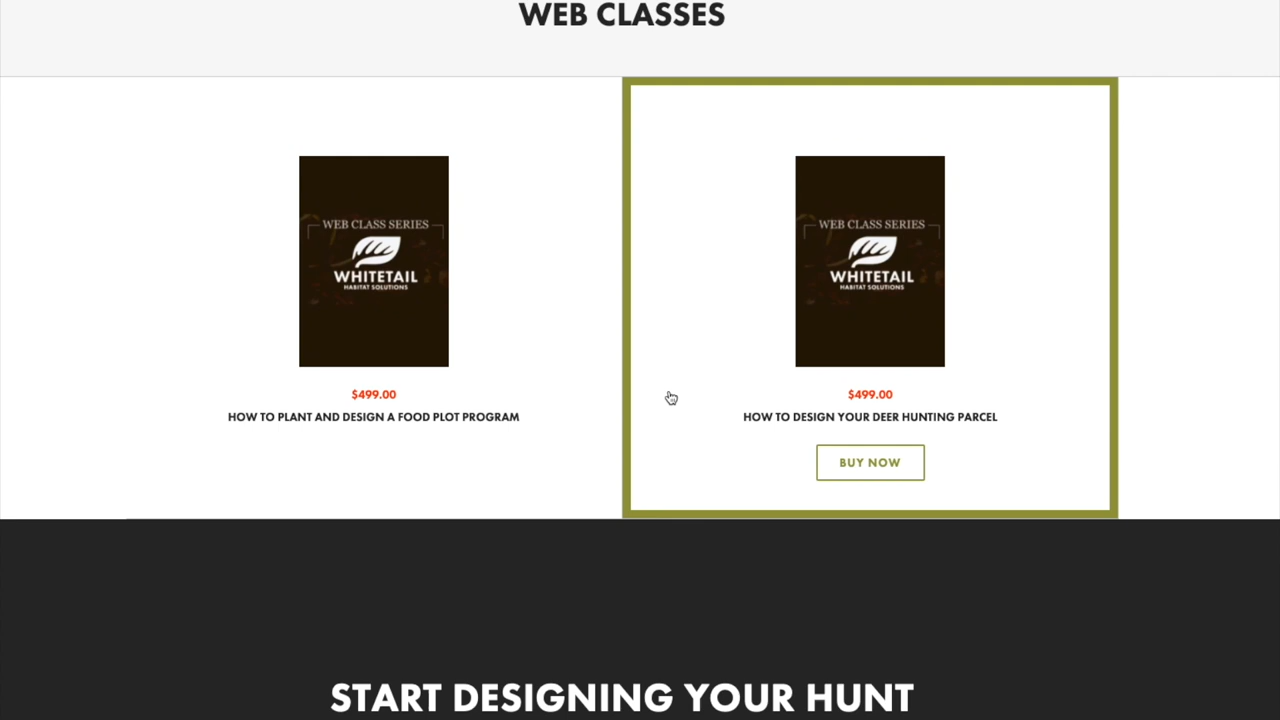 WEB CLASSES
WEB CLASS SERIES
WHITETAIL
HABITAT SOLUTIONS
$499.00
HOW TO PLANT AND DESIGN A FOOD PLOT PROGRAM
WEB CLASS SERIES
WHITETAIL
HABITAT SOLUTIONS
$499.00
HOW TO DESIGN YOUR DEER HUNTING PARCEL
BUY NOW
START DESIGNING YOUR HUNT